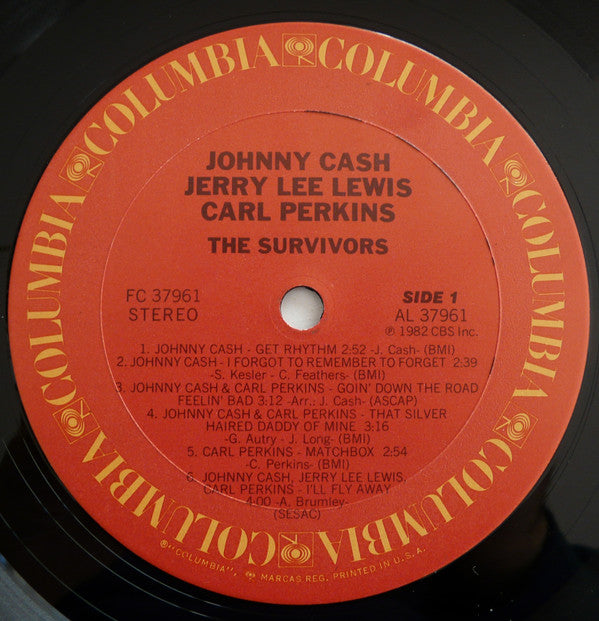 COLUMBIA COLUMBIA COLUMBIA COLUMBIA COLUMBIA COLUMBIA
JOHNNY CASH
JERRY LEE LEWIS
CARL PERKINS
THE SURVIVORS
FC 37961
STEREO
SIDE 1
AL 37961
℗ 1982 CBS Inc.
1. JOHNNY CASH - GET RHYTHM 2:52 -J. Cash- (BMI)
2. JOHNNY CASH - I FORGOT TO REMEMBER TO FORGET 2:39
-S. Kesler - C. Feathers- (BMI)
3. JOHNNY CASH & CARL PERKINS - GOIN' DOWN THE ROAD
FEELIN' BAD 3:12 -Arr.: J. Cash- (ASCAP)
4. JOHNNY CASH & CARL PERKINS - THAT SILVER
HAIRED DADDY OF MINE 3:16
-G. Autry - J. Long- (BMI)
5. CARL PERKINS - MATCHBOX 2:54
-C. Perkins- (BMI)
6. JOHNNY CASH, JERRY LEE LEWIS,
CARL PERKINS - I'LL FLY AWAY
4:00 -A. Brumley-
(SESAC)
®"COLUMBIA", MARCAS REG. PRINTED IN U.S.A.